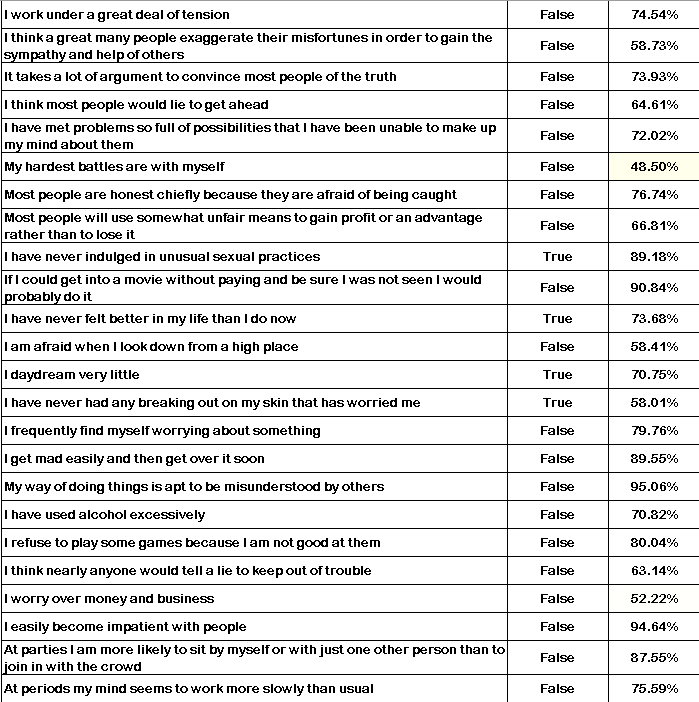 I work under a great deal of tension False 74.54%
I think a great many people exaggerate their misfortunes in order to gain the
sympathy and help of others False 58.73%
It takes a lot of argument to convince most people of the truth False 73.93%
I think most people would lie to get ahead False 64.61%
I have met problems so full of possibilities that I have been unable to make up
my mind about them False 72.02%
My hardest battles are with myself False 48.50%
Most people are honest chiefly because they are afraid of being caught False 76.74%
Most people will use somewhat unfair means to gain profit or an advantage
rather than to lose it False 66.81%
I have never indulged in unusual sexual practices True 89.18%
If I could get into a movie without paying and be sure I was not seen I would
probably do it False 90.84%
I have never felt better in my life than I do now True 73.68%
I am afraid when I look down from a high place False 58.41%
I daydream very little True 70.75%
I have never had any breaking out on my skin that has worried me True 58.01%
I frequently find myself worrying about something False 79.76%
I get mad easily and then get over it soon False 89.55%
My way of doing things is apt to be misunderstood by others False 95.06%
I have used alcohol excessively False 70.82%
I refuse to play some games because I am not good at them False 80.04%
I think nearly anyone would tell a lie to keep out of trouble False 63.14%
I worry over money and business False 52.22%
I easily become impatient with people False 94.64%
At parties I am more likely to sit by myself or with just one other person than to
join in with the crowd False 87.55%
At periods my mind seems to work more slowly than usual False 75.59%